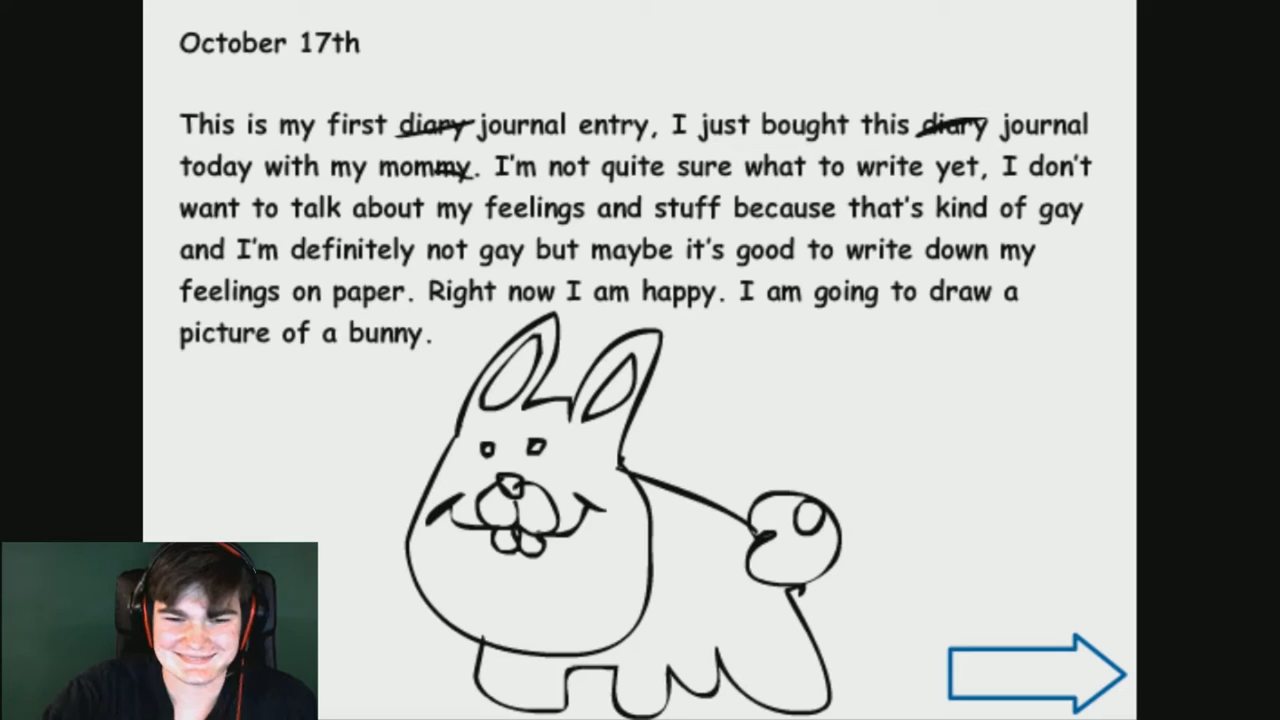 October 17th
This is my first diary journal entry, I just bought this diary journal
today with my mommy. I'm not quite sure what to write yet, I don't
want to talk about my feelings and stuff because that's kind of gay
and I'm definitely not gay but maybe it's good to write down my
feelings on paper. Right now I am happy. I am going to draw a
picture of a bunny.